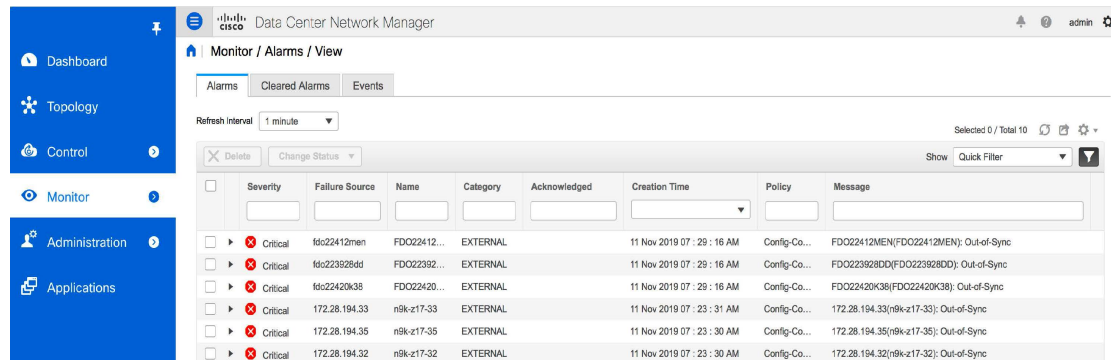 cisco Data Center Network Manager
admin
Monitor / Alarms / View
Dashboard
Topology
Control
Monitor
Administration
Applications
Alarms Cleared Alarms Events
Refresh Interval 1 minute
Selected 0 / Total 10
Delete Change Status
Show Quick Filter
Severity Failure Source Name Category Acknowledged Creation Time Policy Message
Critical fdo22412men FDO22412... EXTERNAL 11 Nov 2019 07 : 29 : 16 AM Config-Co... FDO22412MEN(FDO22412MEN): Out-of-Sync
Critical fdo223928dd FDO22392... EXTERNAL 11 Nov 2019 07 : 29 : 16 AM Config-Co... FDO223928DD(FDO223928DD): Out-of-Sync
Critical fdo22420k38 FDO22420... EXTERNAL 11 Nov 2019 07 : 29 : 16 AM Config-Co... FDO22420K38(FDO22420K38): Out-of-Sync
Critical 172.28.194.33 n9k-z17-33 EXTERNAL 11 Nov 2019 07 : 23 : 31 AM Config-Co... 172.28.194.33(n9k-z17-33): Out-of-Sync
Critical 172.28.194.35 n9k-z17-35 EXTERNAL 11 Nov 2019 07 : 23 : 30 AM Config-Co... 172.28.194.35(n9k-z17-35): Out-of-Sync
Critical 172.28.194.32 n9k-z17-32 EXTERNAL 11 Nov 2019 07 : 23 : 30 AM Config-Co... 172.28.194.32(n9k-z17-32): Out-of-Sync